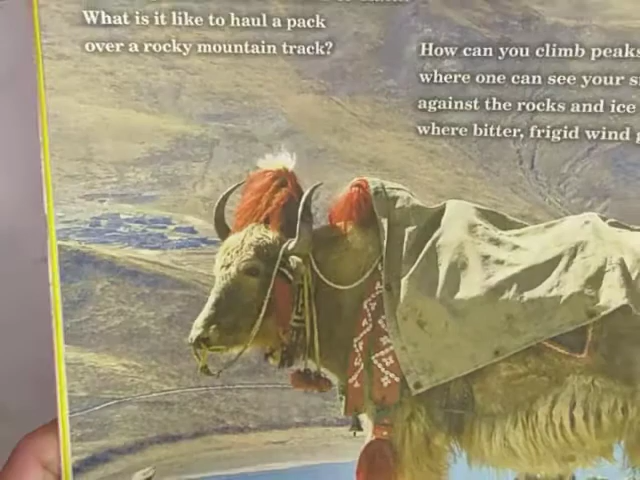 What is it like to haul a pack
over a rocky mountain track?
How can you climb peaks
where one can see your
against the rocks and ice
where bitter, frigid wind